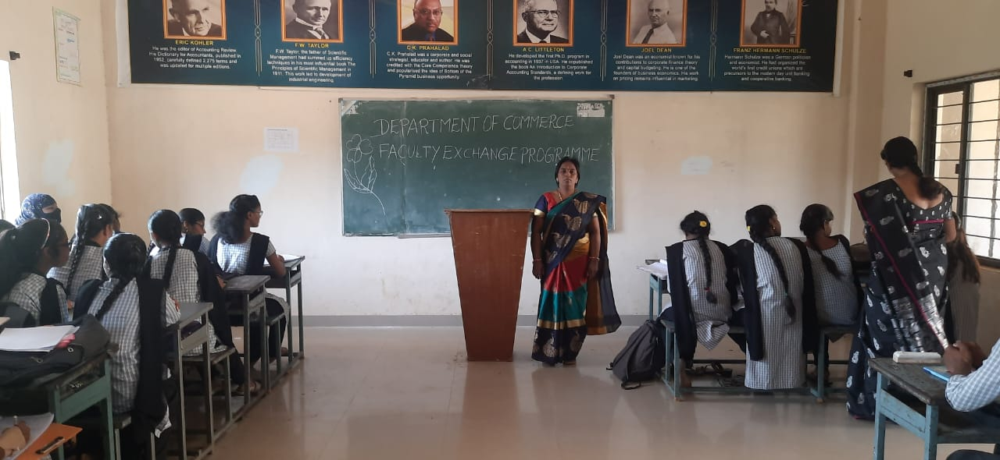 ERIC KOHLER
He was the editor of Accounting Review.
His Dictionary for Accountants, published in
1952, carefully defined 2,275 terms and
was updated for multiple editions.
F.W. TAYLOR
F.W. Taylor, the father of Scientific
Management had summed up efficiency
techniques in his most influential book The
Principles of Scientific Management in
1911. This work led to development of
industrial engineering.
C.K. PRAHALAD
C.K. Prahalad was a corporate and social
strategist, educator and author. He was
credited with the Core Competence theory
and popularised the idea of Bottom of the
Pyramid business opportunity.
A C. LITTLETON
He developed the first Ph.D. program in
accounting in 1937 in USA. He copublished
the book An Introduction to Corporate
Accounting Standards, a defining work for
the profession
JOEL DEAN
Joel Dean was an economist known for his
contributions to corporate finance theory
and capital budgeting. He is one of the
founders of business economics. His work
on pricing remains influential in marketing.
FRANZ HERMANN SCHULZE
Hermann Schulze was a German politician
and economist. He had organized the
world's first credit unions which are
precursors to the modern day unit banking
and cooperative banking.
DEPARTMENT OF COMMERCE
FACULTY EXCHANGE PROGRAMME